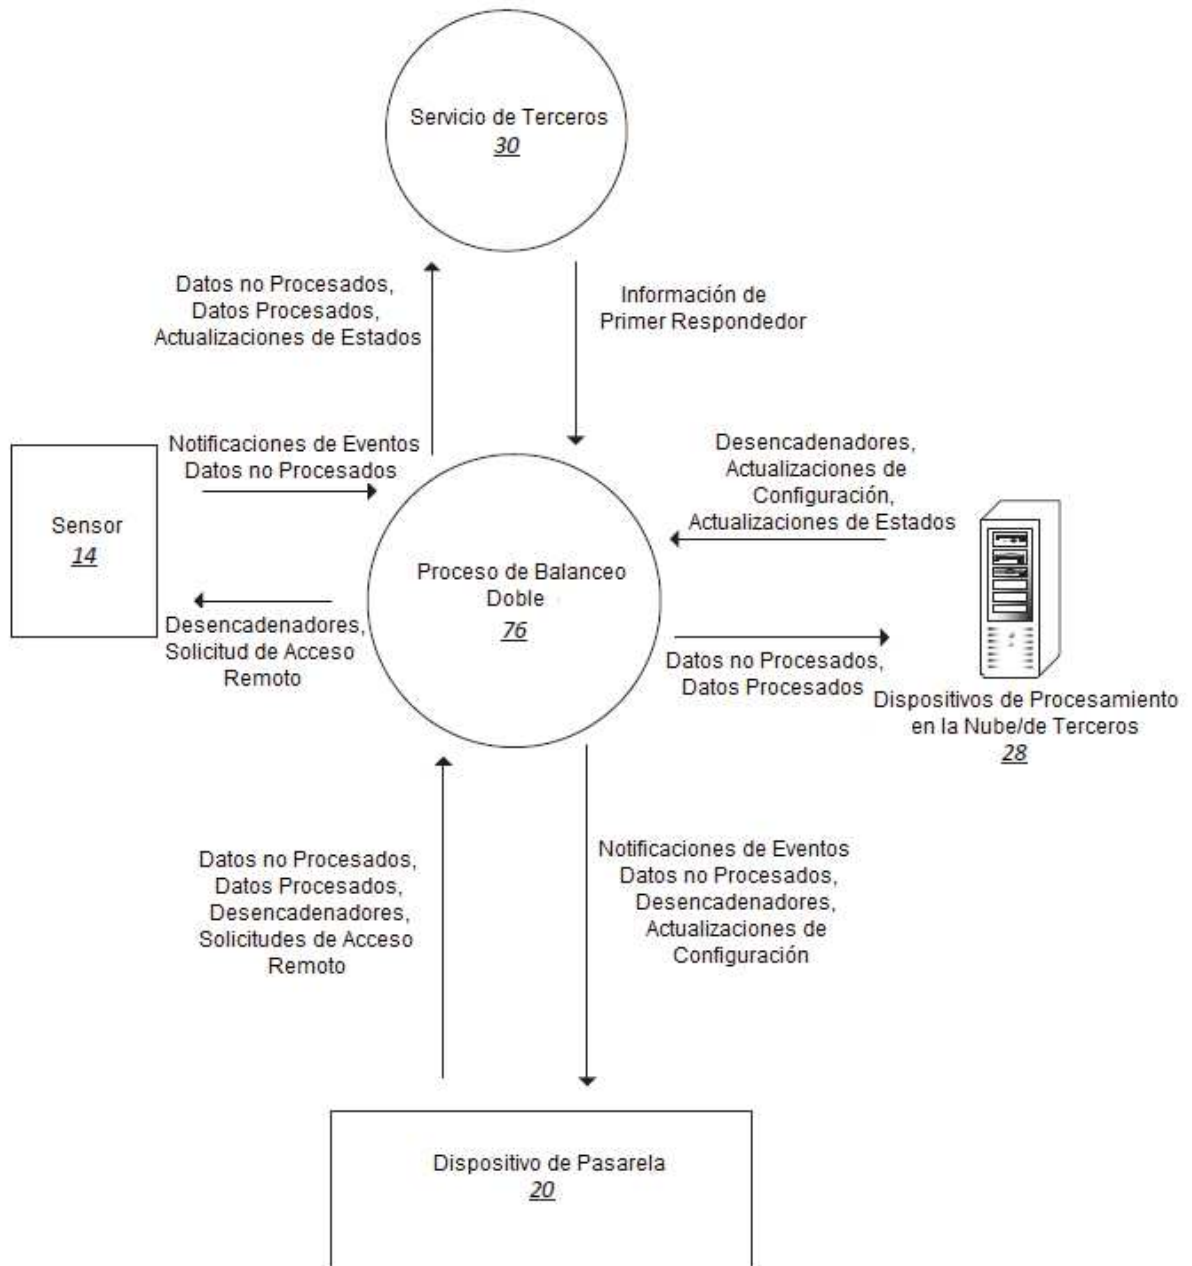 Servicio de Terceros
30
Datos no Procesados,
Datos Procesados,
Actualizaciones de Estados
Información de
Primer Respondedor
Notificaciones de Eventos
Datos no Procesados
Desencadenadores,
Actualizaciones de
Configuración,
Actualizaciones de Estados
Sensor
14
Proceso de Balanceo
Doble
76
Desencadenadores,
Solicitud de Acceso
Remoto
Datos no Procesados,
Datos Procesados
Dispositivos de Procesamiento
en la Nube/de Terceros
28
Datos no Procesados,
Datos Procesados,
Desencadenadores,
Solicitudes de Acceso
Remoto
Notificaciones de Eventos
Datos no Procesados,
Desencadenadores,
Actualizaciones de
Configuración
Dispositivo de Pasarela
20